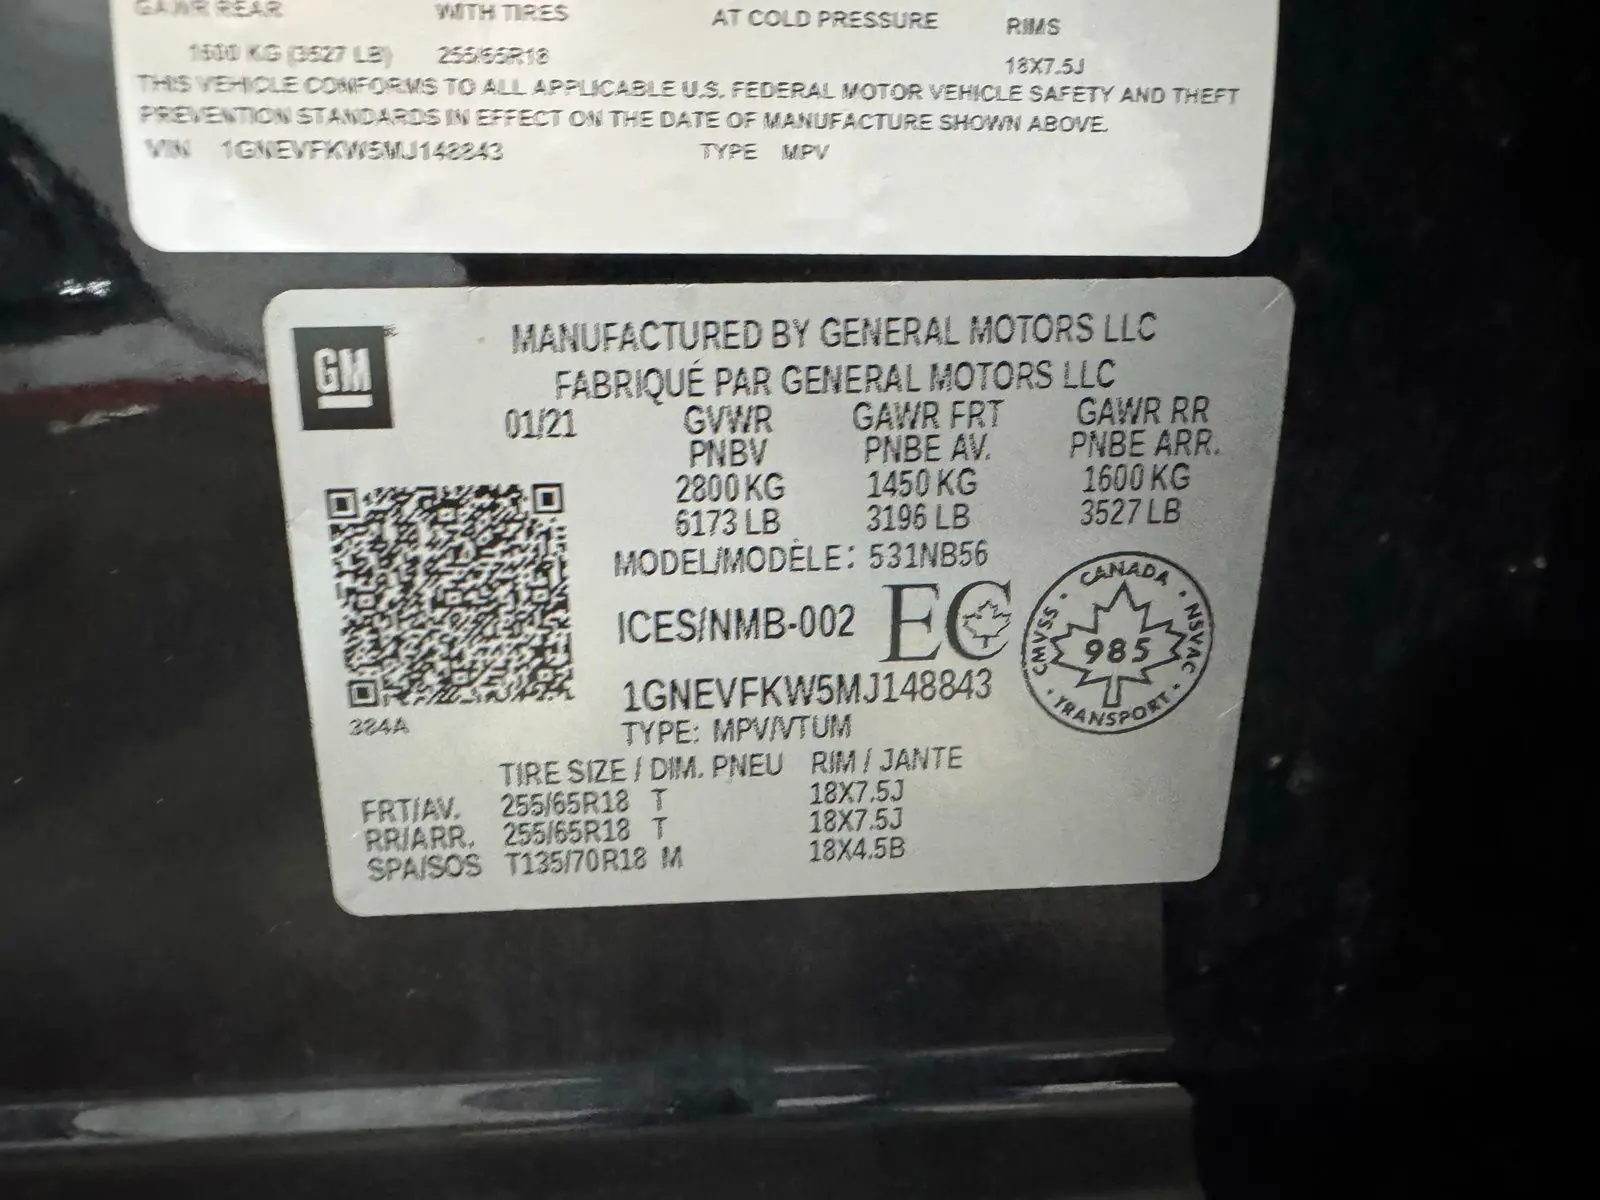 GAWR REAR WITH TIRES AT COLD PRESSURE RIMS
1600 KG (3527 LB) 255/65R18 18X7.5J
THIS VEHICLE CONFORMS TO ALL APPLICABLE U.S. FEDERAL MOTOR VEHICLE SAFETY AND THEFT
PREVENTION STANDARDS IN EFFECT ON THE DATE OF MANUFACTURE SHOWN ABOVE.
VIN 1GNEVFKW5MJ148843 TYPE MPV
GM
MANUFACTURED BY GENERAL MOTORS LLC
FABRIQUÉ PAR GENERAL MOTORS LLC
01/21 GVWR GAWR FRT GAWR RR
PNBV PNBE AV. PNBE ARR.
2800 KG 1450 KG 1600 KG
6173 LB 3196 LB 3527 LB
MODEL/MODÈLE: 531NB56
ICES/NMB-002 EC
CANADA
CMVSS 985 NSVAC
TRANSPORT
1GNEVFKW5MJ148843
384A
TYPE: MPV/VTUM
TIRE SIZE / DIM. PNEU RIM / JANTE
FRT/AV. 255/65R18 T 18X7.5J
RR/ARR. 255/65R18 T 18X7.5J
SPA/SOS T135/70R18 M 18X4.5B